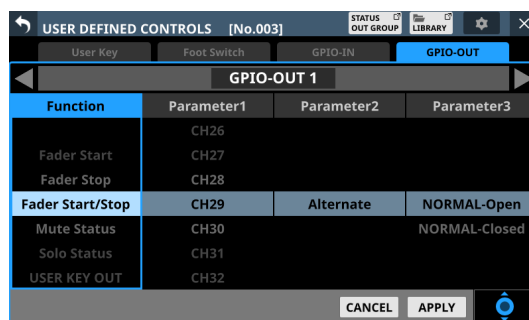 USER DEFINED CONTROLS [No.003]
STATUS
OUT GROUP
LIBRARY
User Key Foot Switch GPIO-IN GPIO-OUT
GPIO-OUT 1
Function Parameter1 Parameter2 Parameter3
CH26
Fader Start CH27
Fader Stop CH28
Fader Start/Stop CH29 Alternate NORMAL-Open
Mute Status CH30 NORMAL-Closed
Solo Status CH31
USER KEY OUT CH32
CANCEL APPLY